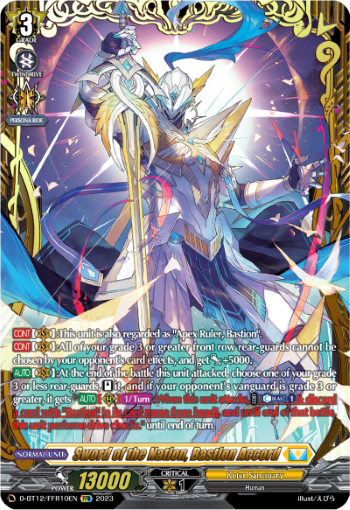 3
GRADE
TWIN DRIVE
PERSONA RIDE
CONT :This unit is also regarded as "Apex Ruler, Bastion".
CONT :All of your grade 3 or greater front row rear-guards cannot be
chosen by your opponent's card effects, and get +5000.
AUTO :At the end of the battle this unit attacked, choose one of your grade
3 or less rear-guards, it, and if your opponent's vanguard is grade 3 or
greater, it gets AUTO 1/Turn :When this unit attacks, COST 1 & discard
a card with "Bastion" in its card name from hand, and until end of that battle,
this unit performs drive checks." until end of turn.
NORMAL UNIT
Sword of the Nation, Bastion Accord
POWER 13000
CRITICAL
1
Keter Sanctuary
Human
D-BT12/FFR10EN FFR 2023
illust/えびら